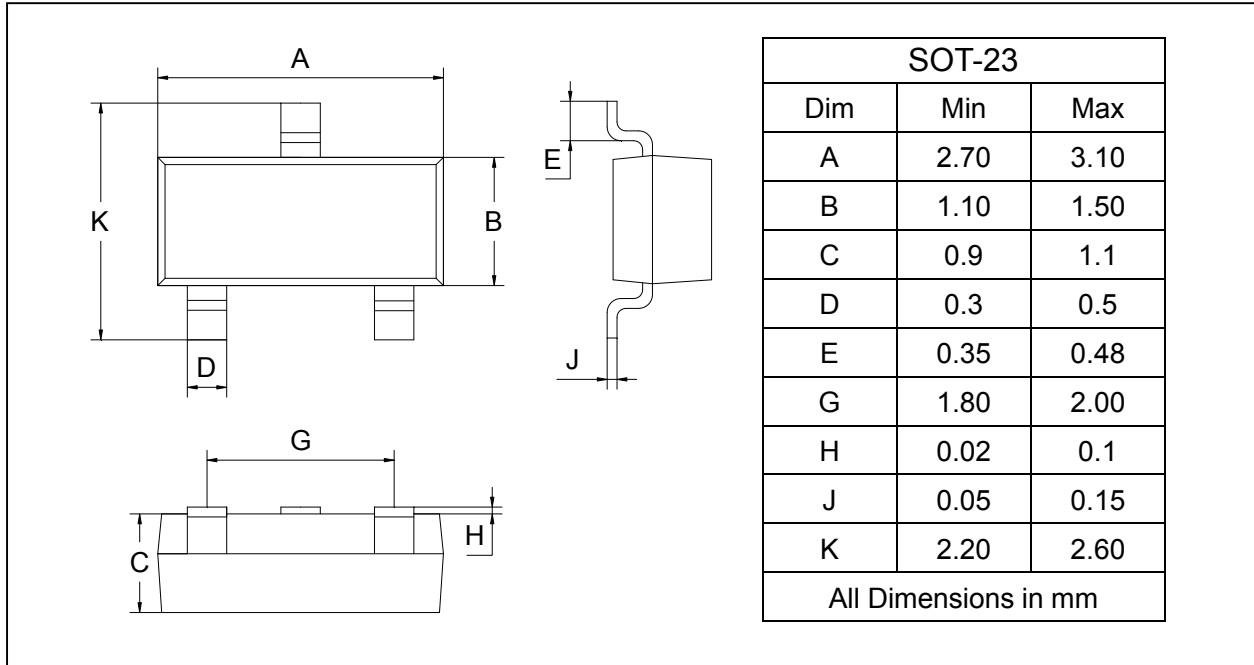 A
K
B
D
E
J
G
C
H
SOT-23
Dim Min Max
A 2.70 3.10
B 1.10 1.50
C 0.9 1.1
D 0.3 0.5
E 0.35 0.48
G 1.80 2.00
H 0.02 0.1
J 0.05 0.15
K 2.20 2.60
All Dimensions in mm